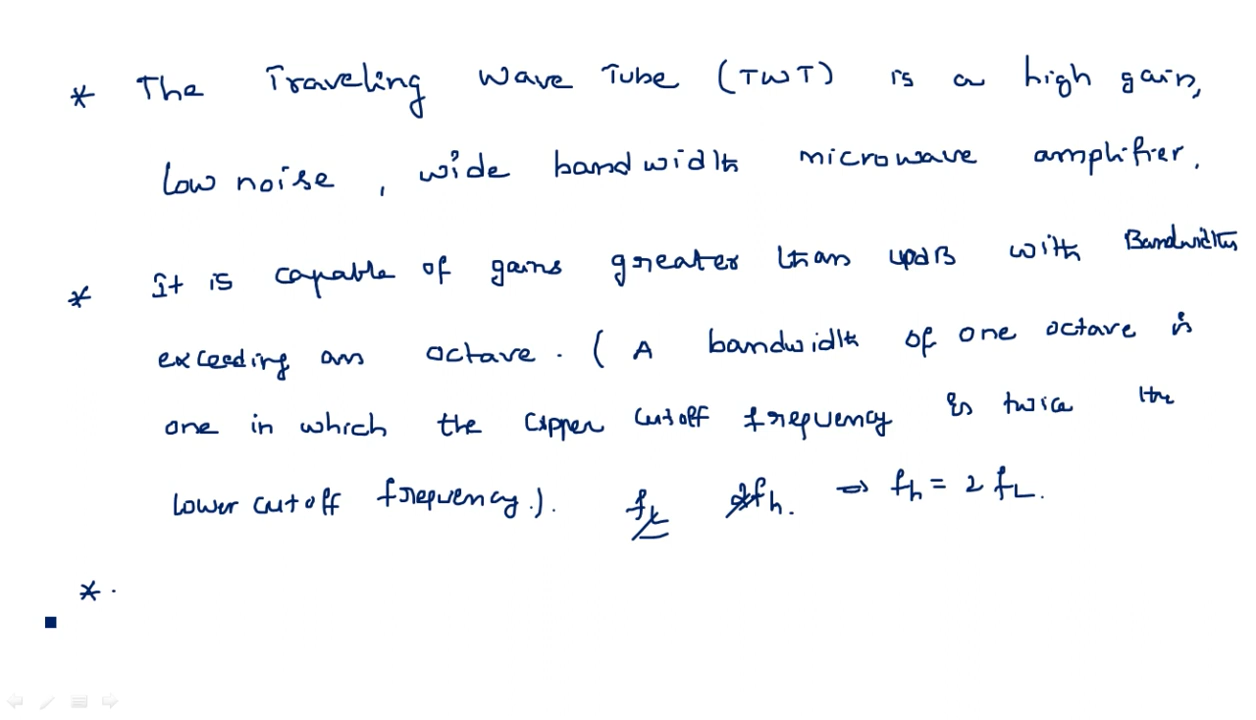 * The Traveling Wave Tube (TWT) is a high gain,
low noise, wide bandwidth microwave amplifier.
* It is capable of gains greater than 40dB with Bandwidths
exceeding an octave. ( A bandwidth of one octave is
one in which the upper cutoff frequency is twice the
lower cutoff frequency.). fL 2fh. ⇒ fh = 2 fL.
* .